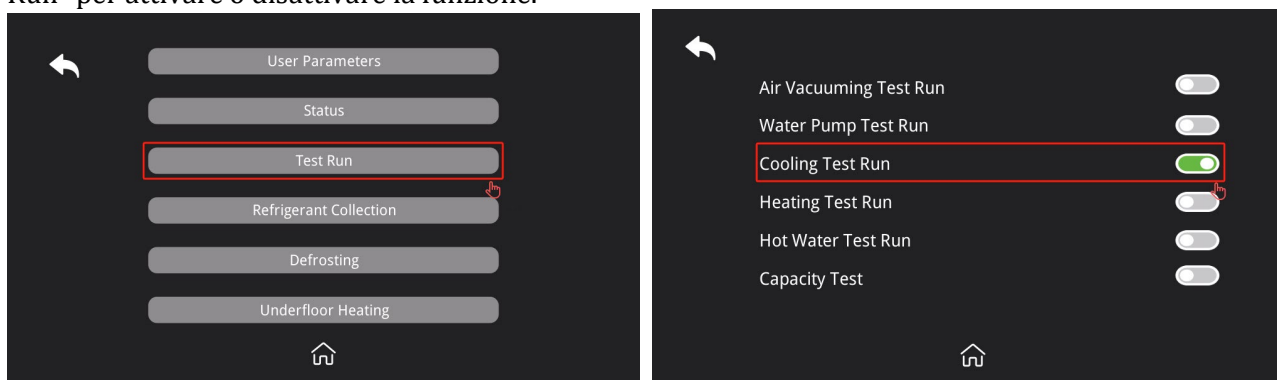 Run" per attivare o disattivare la funzione.
User Parameters
Status
Test Run
Refrigerant Collection
Defrosting
Underfloor Heating
Air Vacuuming Test Run
Water Pump Test Run
Cooling Test Run
Heating Test Run
Hot Water Test Run
Capacity Test